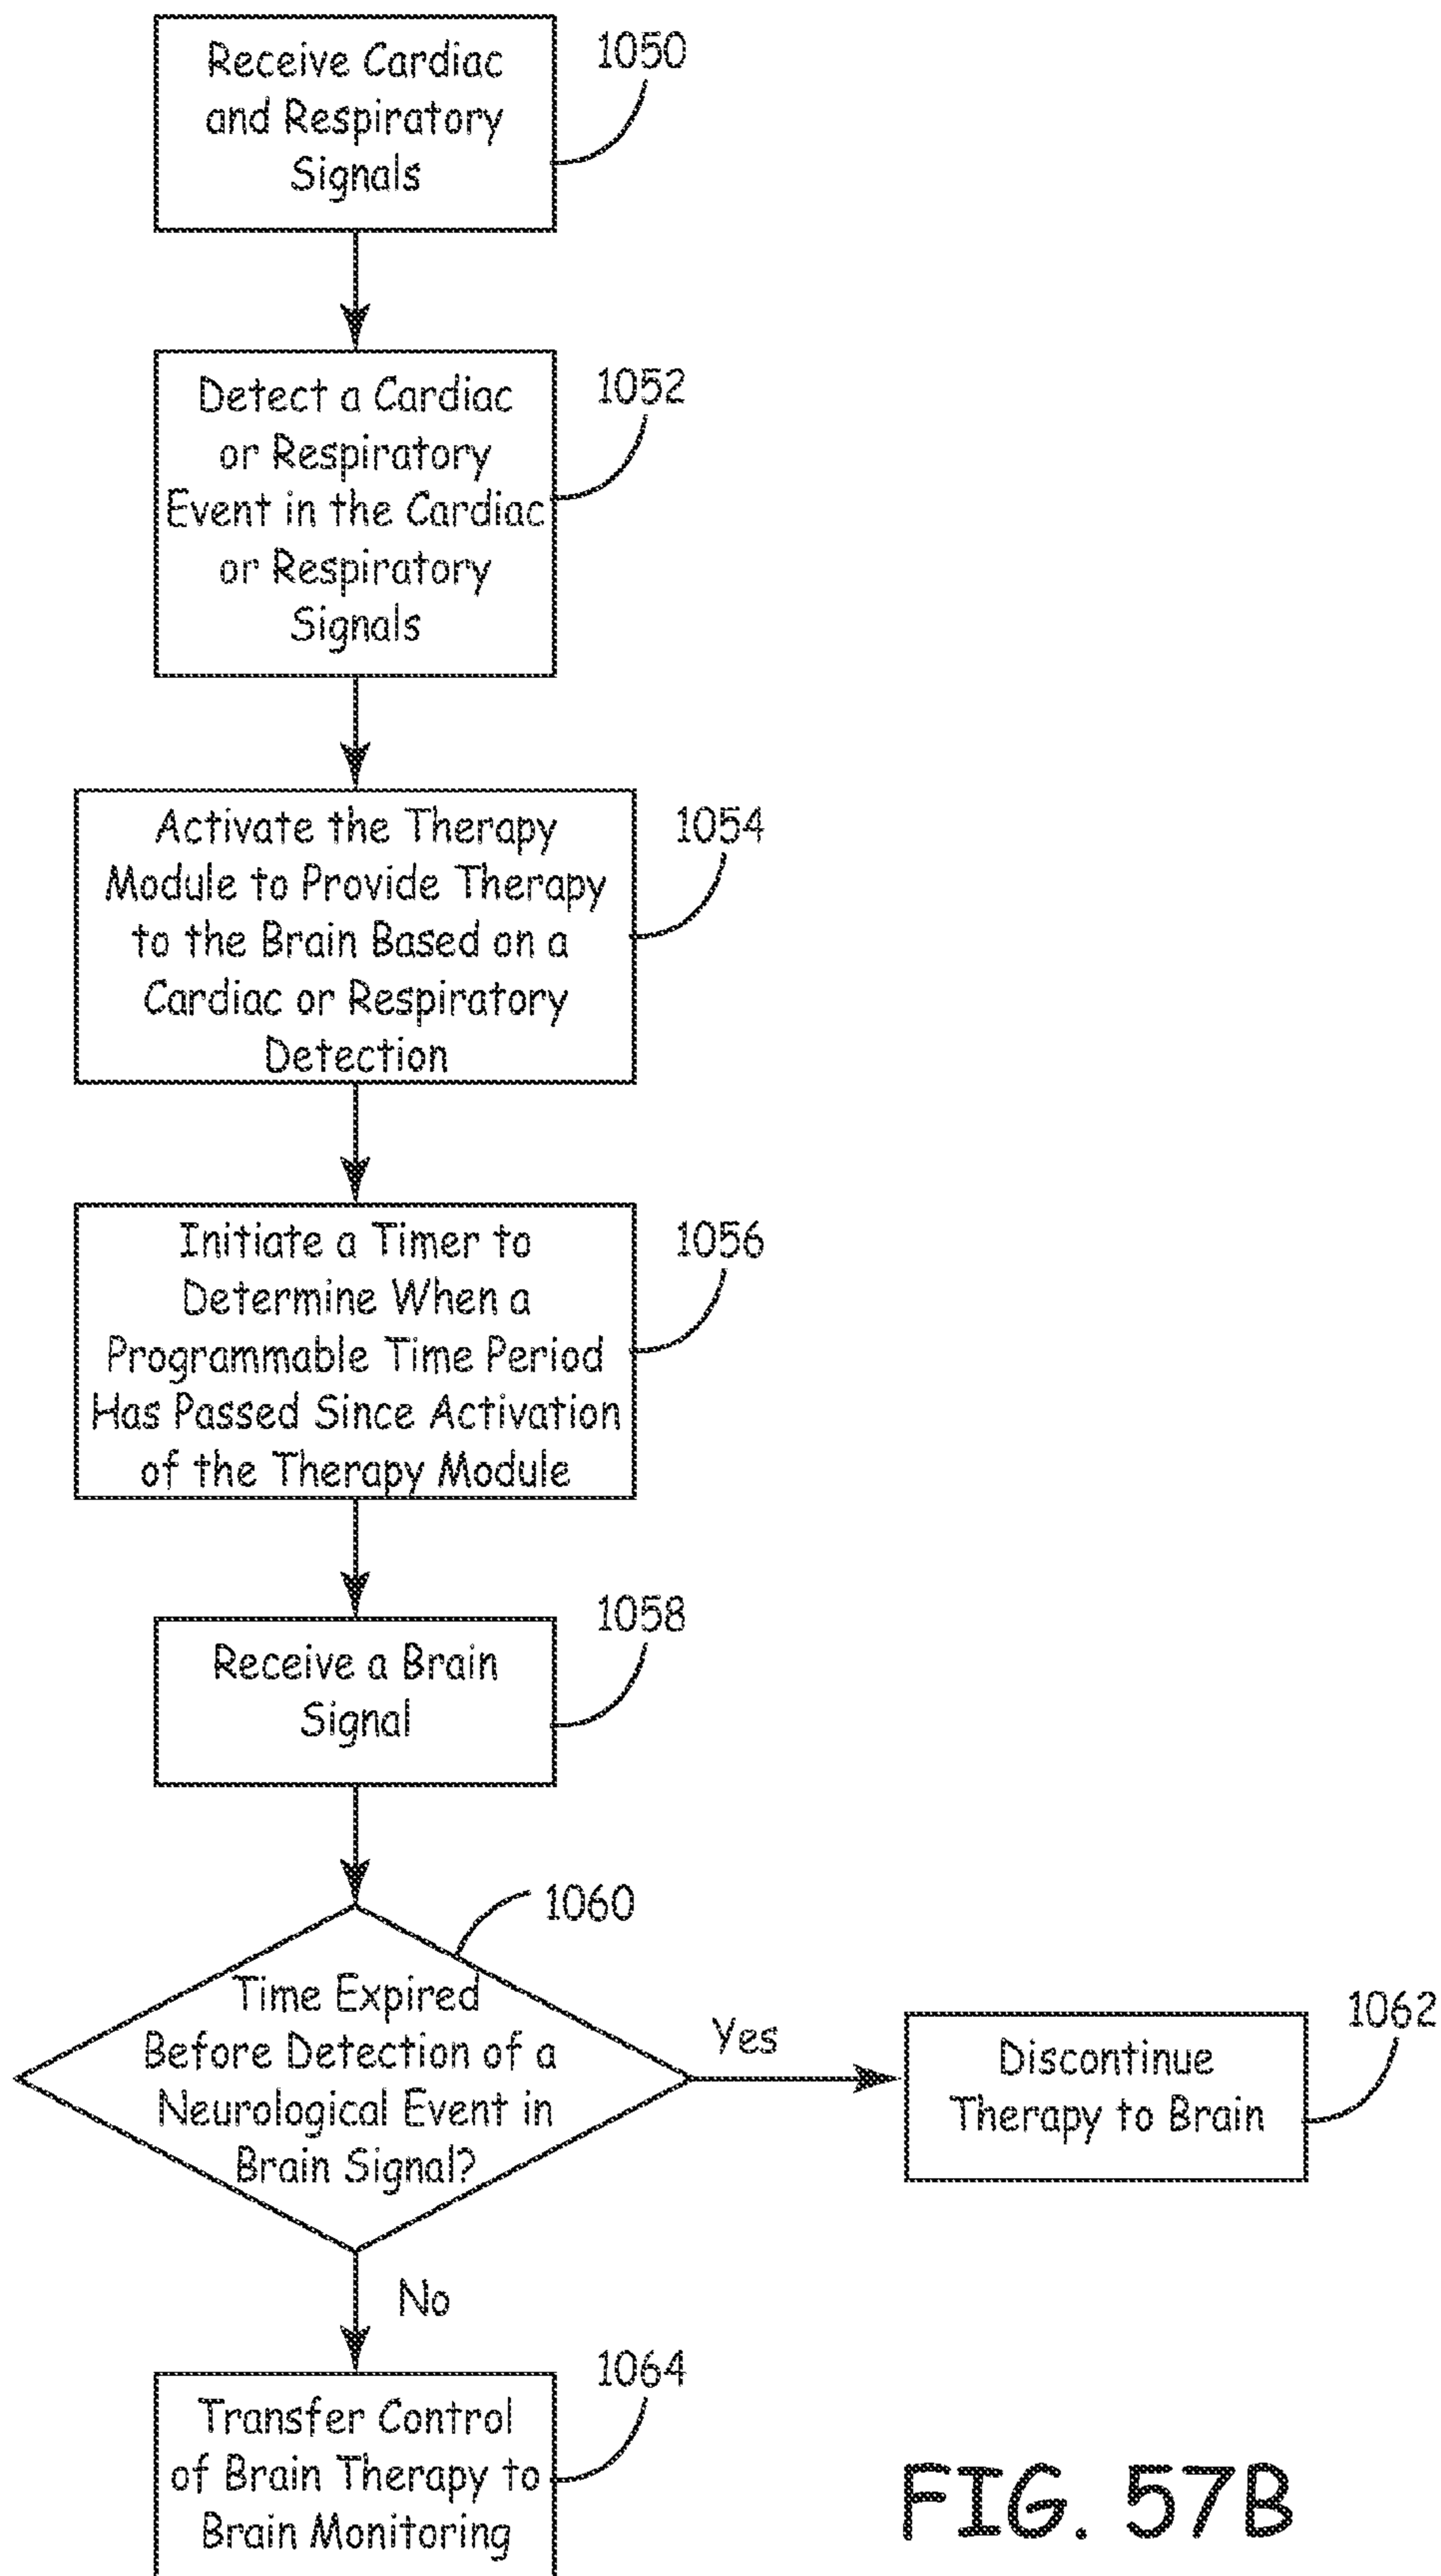 Receive Cardiac
and Respiratory
Signals
1050
Detect a Cardiac
or Respiratory
Event in the Cardiac
or Respiratory
Signals
1052
Activate the Therapy
Module to Provide Therapy
to the Brain Based on a
Cardiac or Respiratory
Detection
1054
Initiate a Timer to
Determine When a
Programmable Time Period
Has Passed Since Activation
of the Therapy Module
1056
Receive a Brain
Signal
1058
1060
Time Expired
Before Detection of a
Neurological Event in
Brain Signal?
Yes
Discontinue
Therapy to Brain
1062
No
Transfer Control
of Brain Therapy to
Brain Monitoring
1064
FIG. 57B